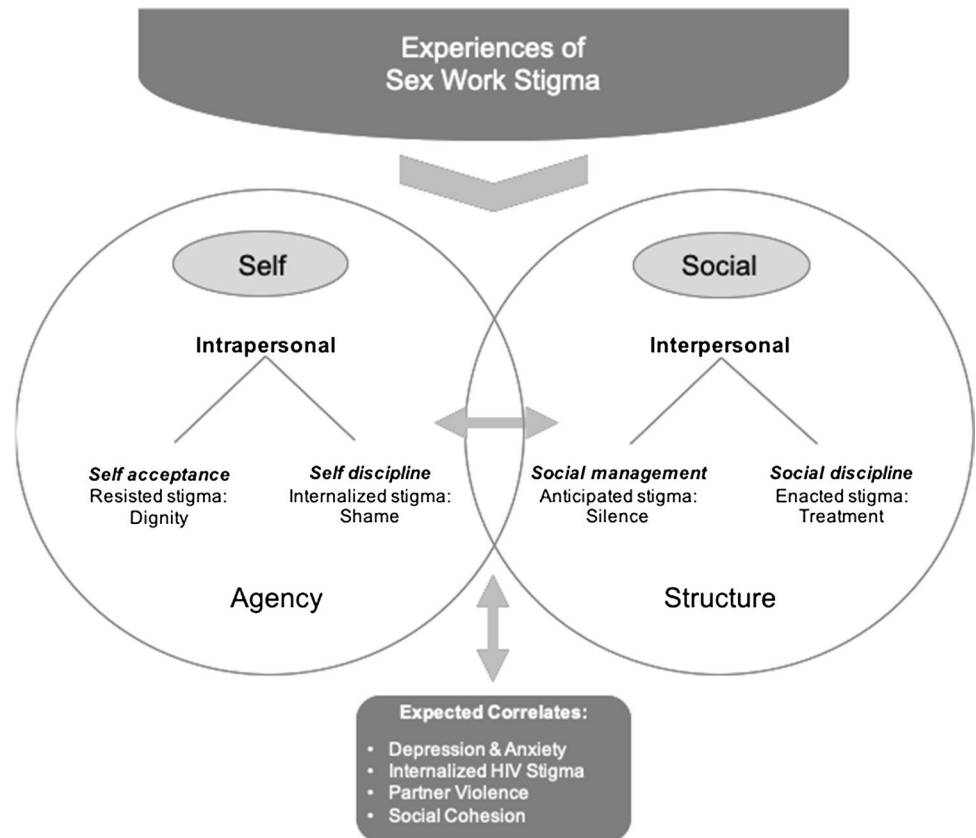 Experiences of
Sex Work Stigma
Self
Intrapersonal
Self acceptance
Resisted stigma:
Dignity
Self discipline
Internalized stigma:
Shame
Agency
Social
Interpersonal
Social management
Anticipated stigma:
Silence
Social discipline
Enacted stigma:
Treatment
Structure
Expected Correlates:
• Depression & Anxiety
• Internalized HIV Stigma
• Partner Violence
• Social Cohesion